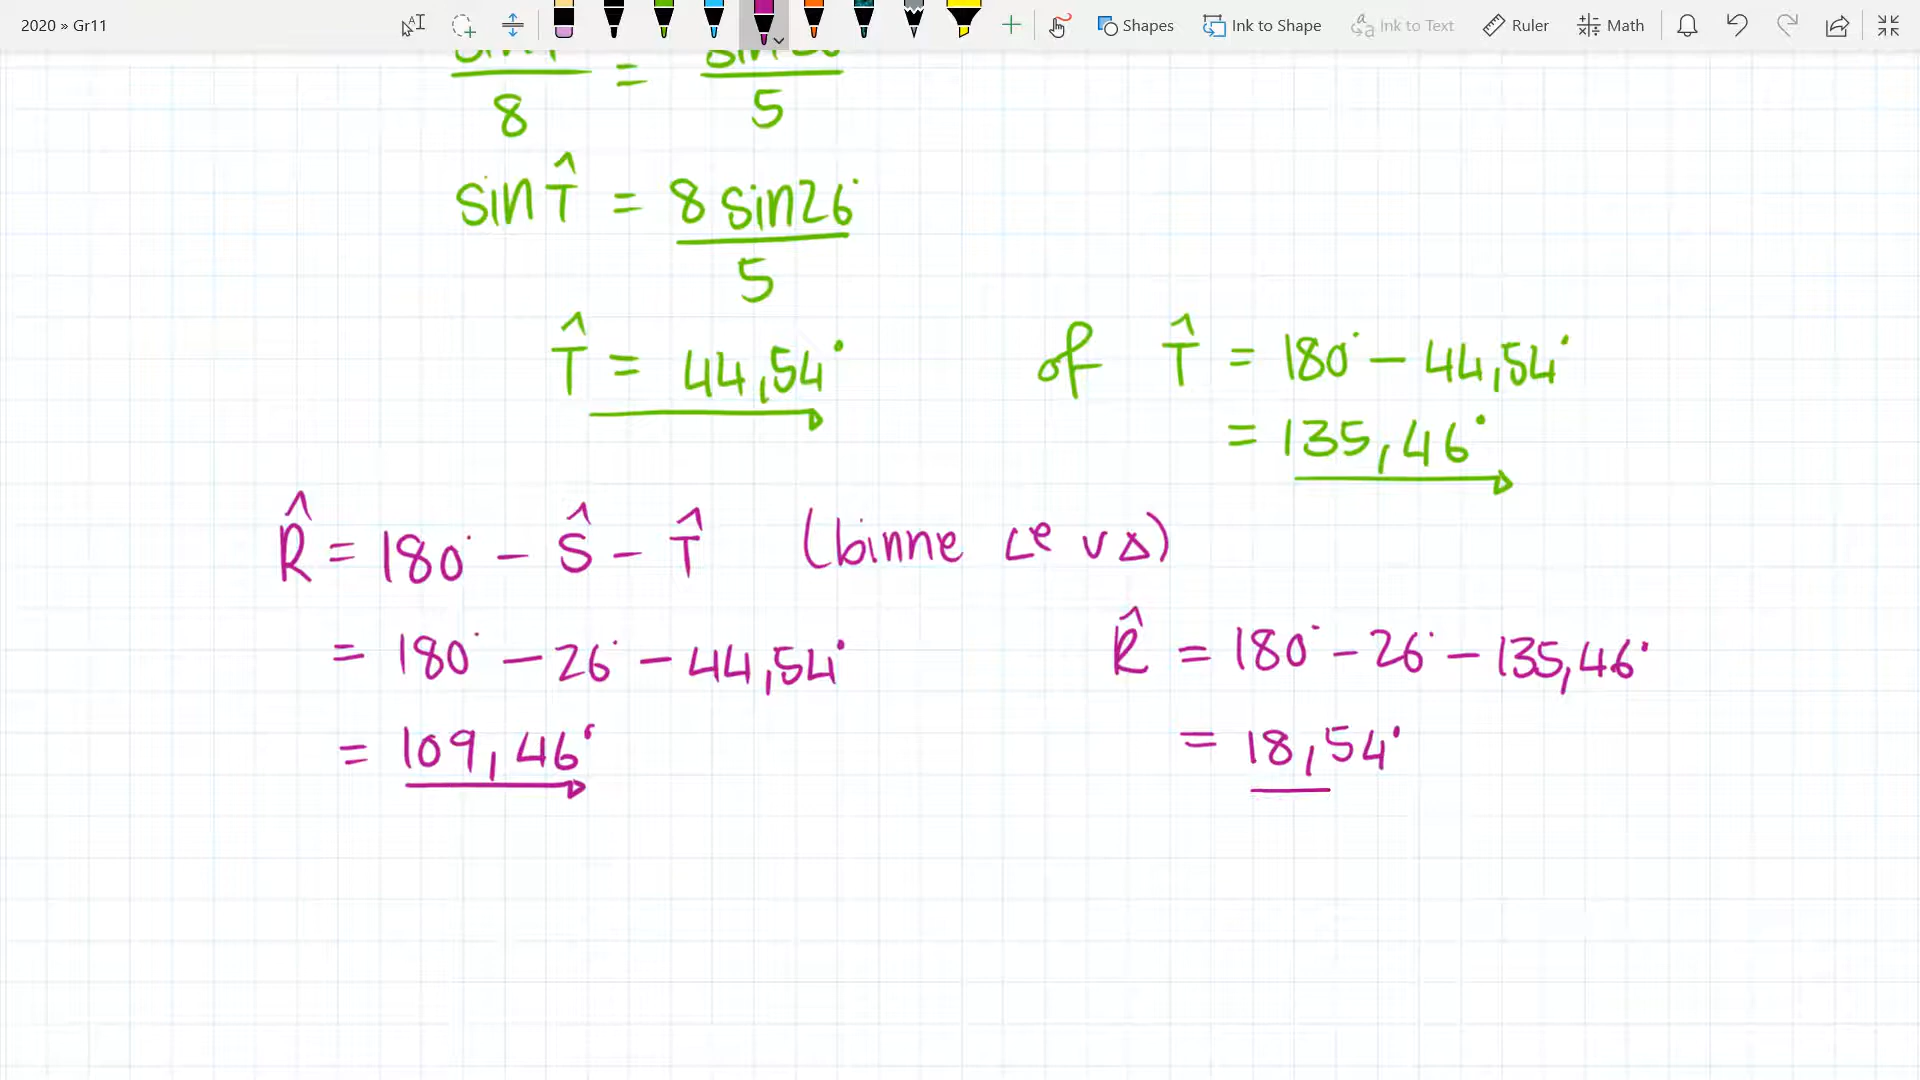 2020 » Gr11
Shapes Ink to Shape Ink to Text Ruler Math
8 = 5
sin T̂ = 8 sin26°
5
T̂ = 44,54° of T̂ = 180° − 44,54°
= 135,46°
R̂ = 180° − Ŝ − T̂ (binne ∠e v Δ)
= 180° − 26° − 44,54° R̂ = 180° − 26° − 135,46°
= 109,46° = 18,54°